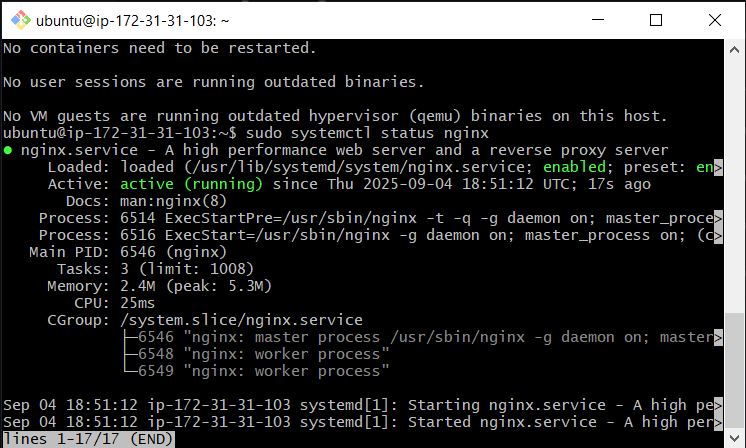 ubuntu@ip-172-31-31-103: ~
No containers need to be restarted.
No user sessions are running outdated binaries.
No VM guests are running outdated hypervisor (qemu) binaries on this host.
ubuntu@ip-172-31-31-103:~$ sudo systemctl status nginx
● nginx.service - A high performance web server and a reverse proxy server
     Loaded: loaded (/usr/lib/systemd/system/nginx.service; enabled; preset: en>
     Active: active (running) since Thu 2025-09-04 18:51:12 UTC; 17s ago
       Docs: man:nginx(8)
    Process: 6514 ExecStartPre=/usr/sbin/nginx -t -q -g daemon on; master_proce>
    Process: 6516 ExecStart=/usr/sbin/nginx -g daemon on; master_process on; (c>
   Main PID: 6546 (nginx)
      Tasks: 3 (limit: 1008)
     Memory: 2.4M (peak: 5.3M)
        CPU: 25ms
     CGroup: /system.slice/nginx.service
             ├─6546 "nginx: master process /usr/sbin/nginx -g daemon on; master>
             ├─6548 "nginx: worker process"
             └─6549 "nginx: worker process"
Sep 04 18:51:12 ip-172-31-31-103 systemd[1]: Starting nginx.service - A high pe>
Sep 04 18:51:12 ip-172-31-31-103 systemd[1]: Started nginx.service - A high per>
lines 1-17/17 (END)